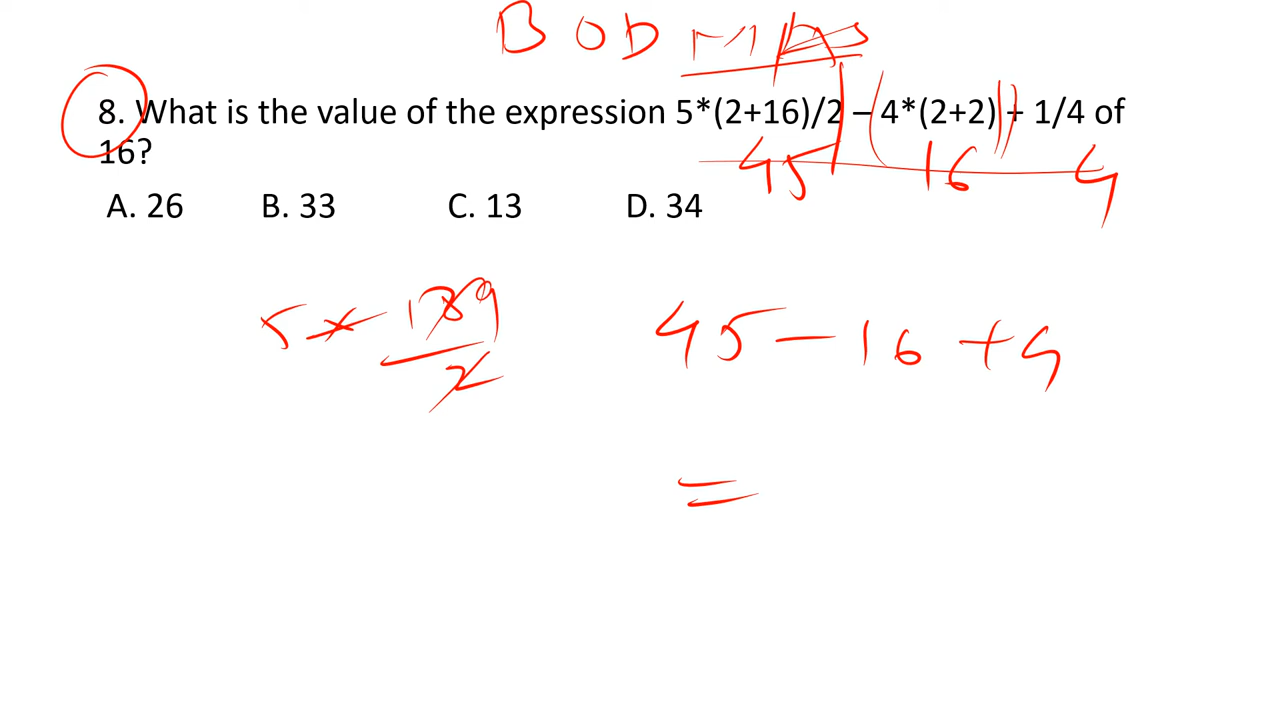 BODMAS
8. What is the value of the expression 5*(2+16)/2 – (4*(2+2)) + 1/4 of
16?
45 16 4
A. 26 B. 33 C. 13 D. 34
5 * 18 9
2
45 - 16 + 4
=